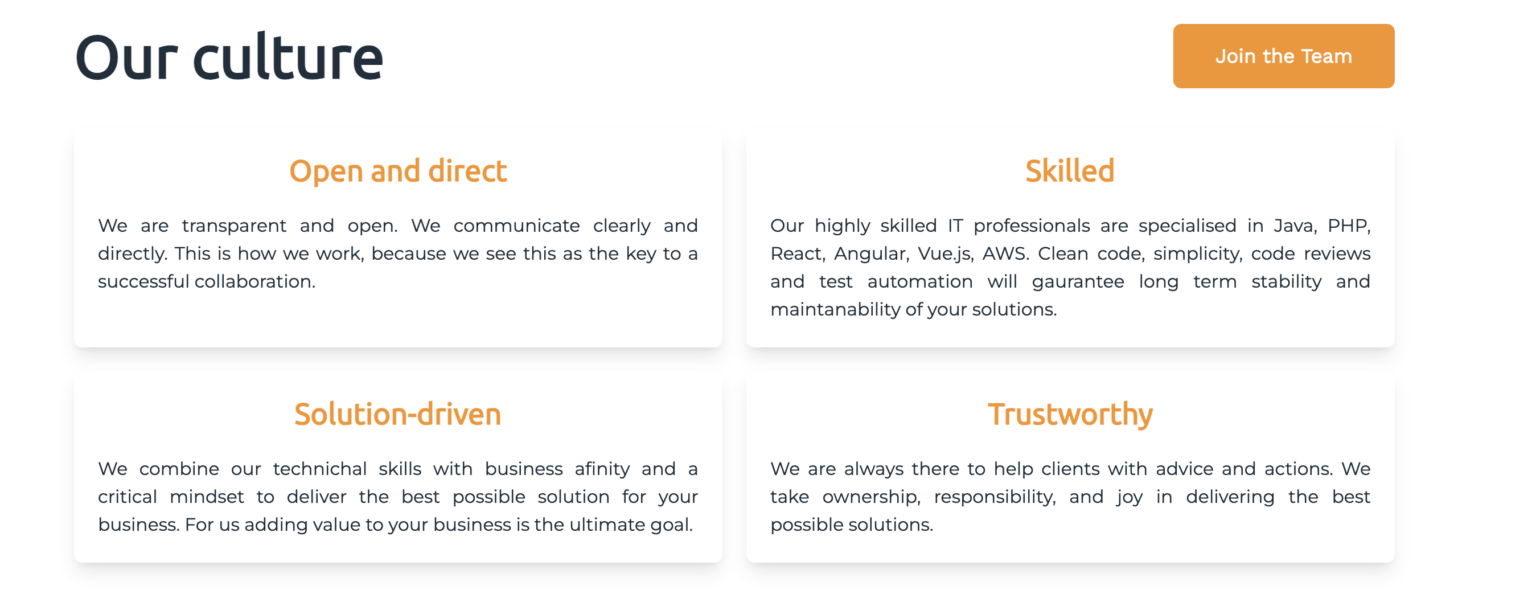 Our culture
Join the Team
Open and direct
We are transparent and open. We communicate clearly and
directly. This is how we work, because we see this as the key to a
successful collaboration.
Skilled
Our highly skilled IT professionals are specialised in Java, PHP,
React, Angular, Vue.js, AWS. Clean code, simplicity, code reviews
and test automation will gaurantee long term stability and
maintanability of your solutions.
Solution-driven
We combine our technichal skills with business afinity and a
critical mindset to deliver the best possible solution for your
business. For us adding value to your business is the ultimate goal.
Trustworthy
We are always there to help clients with advice and actions. We
take ownership, responsibility, and joy in delivering the best
possible solutions.